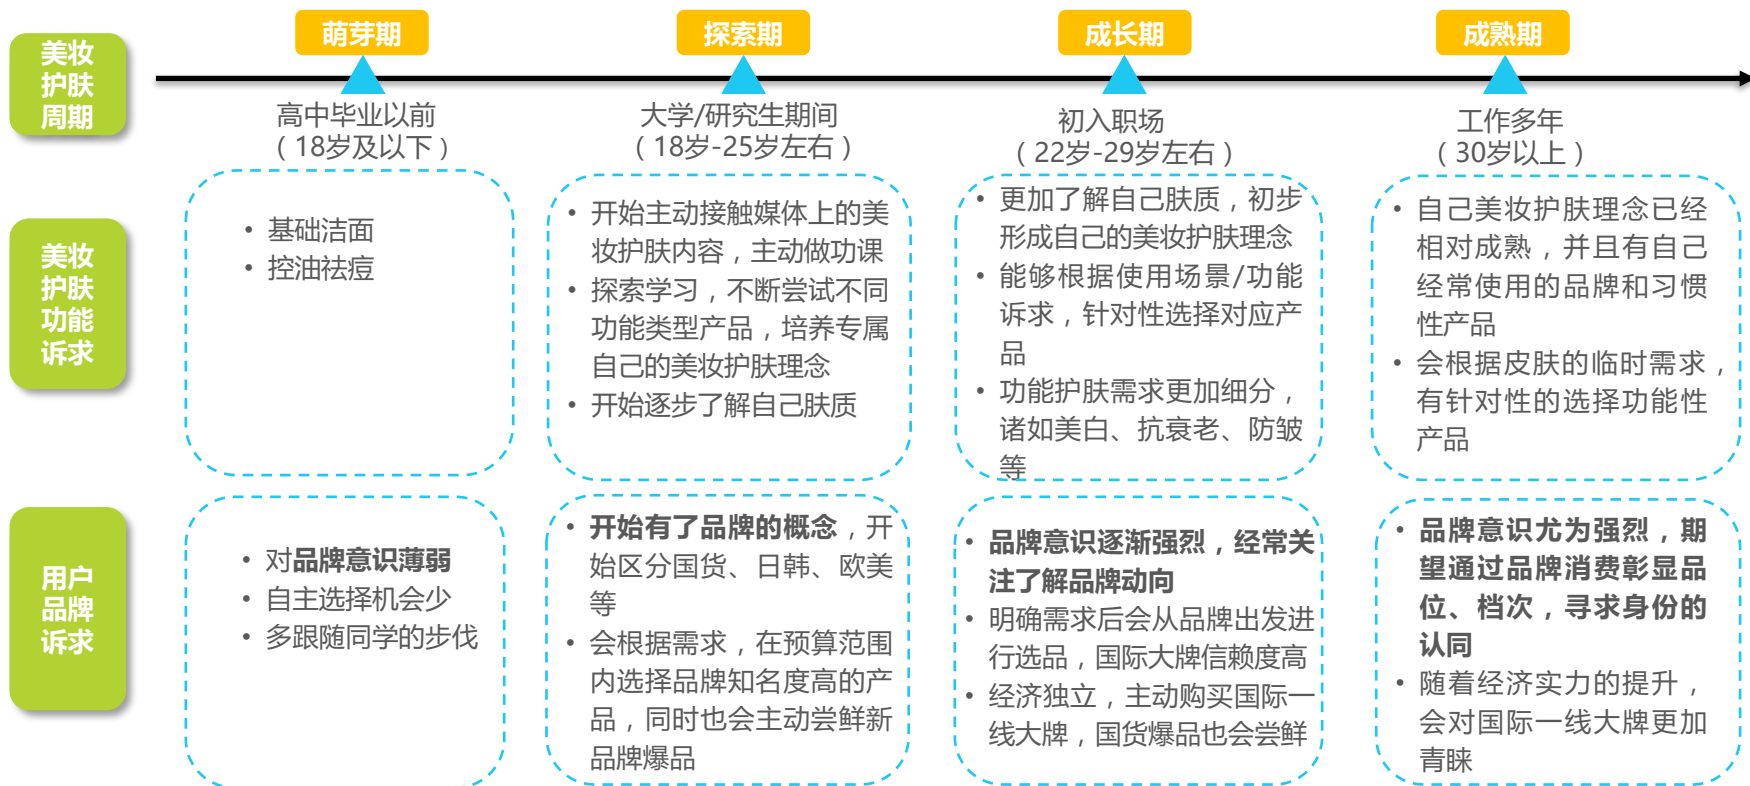 美妆
护肤
周期
萌芽期
探索期
成长期
成熟期
高中毕业以前
（18岁及以下）
大学/研究生期间
（18岁-25岁左右）
初入职场
（22岁-29岁左右）
工作多年
（30岁以上）
美妆
护肤
功能
诉求
• 基础洁面
• 控油祛痘
• 开始主动接触媒体上的美
妆护肤内容，主动做功课
• 探索学习，不断尝试不同
功能类型产品，培养专属
自己的美妆护肤理念
• 开始逐步了解自己肤质
• 更加了解自己肤质，初步
形成自己的美妆护肤理念
• 能够根据使用场景/功能
诉求，针对性选择对应产
品
• 功能护肤需求更加细分，
诸如美白、抗衰老、防皱
等
• 自己美妆护肤理念已经
相对成熟，并且有自己
经常使用的品牌和习惯
性产品
• 会根据皮肤的临时需求，
有针对性的选择功能性
产品
用户
品牌
诉求
• 对品牌意识薄弱
• 自主选择机会少
• 多跟随同学的步伐
• 开始有了品牌的概念，开
始区分国货、日韩、欧美
等
• 会根据需求，在预算范围
内选择品牌知名度高的产
品，同时也会主动尝鲜新
品牌爆品
• 品牌意识逐渐强烈，经常关
注了解品牌动向
• 明确需求后会从品牌出发进
行选品，国际大牌信赖度高
• 经济独立，主动购买国际一
线大牌，国货爆品也会尝鲜
• 品牌意识尤为强烈，期
望通过品牌消费彰显品
位、档次，寻求身份的
认同
• 随着经济实力的提升，
会对国际一线大牌更加
青睐